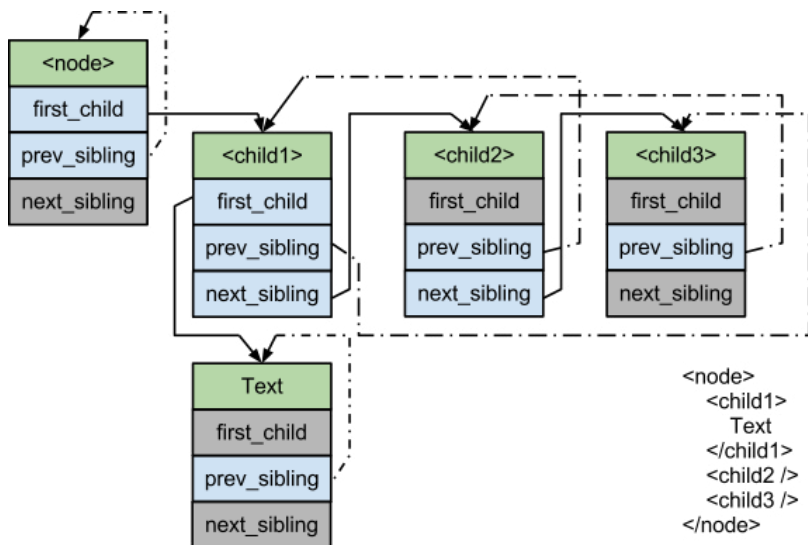 <node>
first_child
prev_sibling
next_sibling
<child1>
first_child
prev_sibling
next_sibling
<child2>
first_child
prev_sibling
next_sibling
<child3>
first_child
prev_sibling
next_sibling
Text
first_child
prev_sibling
next_sibling
<node>
<child1>
Text
</child1>
<child2 />
<child3 />
</node>